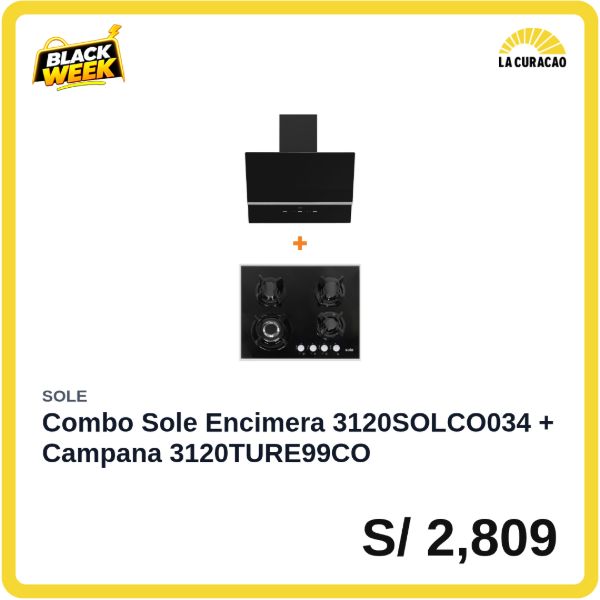 BLACK
WEEK
LA CURACAO
SOLE
Combo Sole Encimera 3120SOLCO034 +
Campana 3120TURE99CO
S/ 2,809